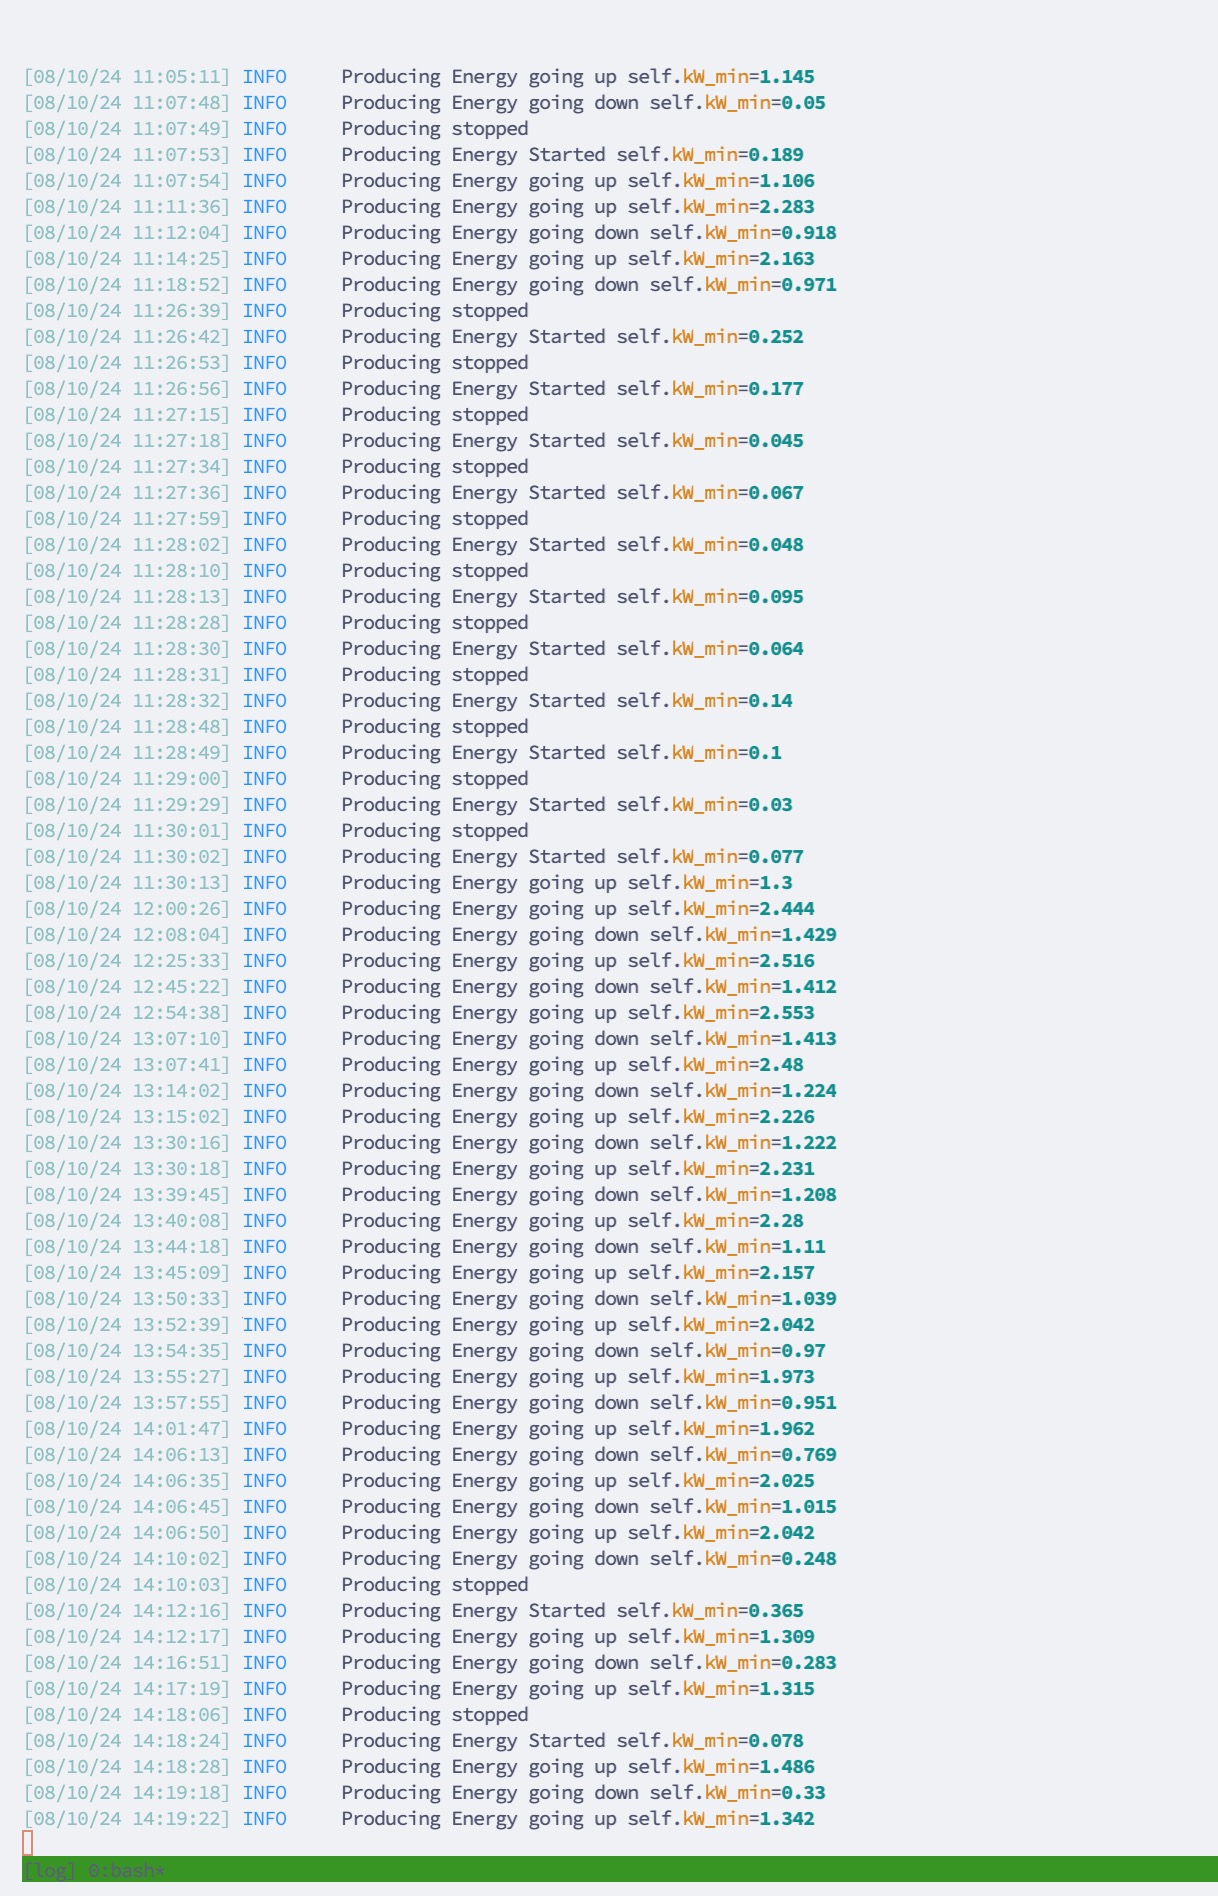 [08/10/24 11:05:11] INFO     Producing Energy going up self.kW_min=1.145
[08/10/24 11:07:48] INFO     Producing Energy going down self.kW_min=0.05
[08/10/24 11:07:49] INFO     Producing stopped
[08/10/24 11:07:53] INFO     Producing Energy Started self.kW_min=0.189
[08/10/24 11:07:54] INFO     Producing Energy going up self.kW_min=1.106
[08/10/24 11:11:36] INFO     Producing Energy going up self.kW_min=2.283
[08/10/24 11:12:04] INFO     Producing Energy going down self.kW_min=0.918
[08/10/24 11:14:25] INFO     Producing Energy going up self.kW_min=2.163
[08/10/24 11:18:52] INFO     Producing Energy going down self.kW_min=0.971
[08/10/24 11:26:39] INFO     Producing stopped
[08/10/24 11:26:42] INFO     Producing Energy Started self.kW_min=0.252
[08/10/24 11:26:53] INFO     Producing stopped
[08/10/24 11:26:56] INFO     Producing Energy Started self.kW_min=0.177
[08/10/24 11:27:15] INFO     Producing stopped
[08/10/24 11:27:18] INFO     Producing Energy Started self.kW_min=0.045
[08/10/24 11:27:34] INFO     Producing stopped
[08/10/24 11:27:36] INFO     Producing Energy Started self.kW_min=0.067
[08/10/24 11:27:59] INFO     Producing stopped
[08/10/24 11:28:02] INFO     Producing Energy Started self.kW_min=0.048
[08/10/24 11:28:10] INFO     Producing stopped
[08/10/24 11:28:13] INFO     Producing Energy Started self.kW_min=0.095
[08/10/24 11:28:28] INFO     Producing stopped
[08/10/24 11:28:30] INFO     Producing Energy Started self.kW_min=0.064
[08/10/24 11:28:31] INFO     Producing stopped
[08/10/24 11:28:32] INFO     Producing Energy Started self.kW_min=0.14
[08/10/24 11:28:48] INFO     Producing stopped
[08/10/24 11:28:49] INFO     Producing Energy Started self.kW_min=0.1
[08/10/24 11:29:00] INFO     Producing stopped
[08/10/24 11:29:29] INFO     Producing Energy Started self.kW_min=0.03
[08/10/24 11:30:01] INFO     Producing stopped
[08/10/24 11:30:02] INFO     Producing Energy Started self.kW_min=0.077
[08/10/24 11:30:13] INFO     Producing Energy going up self.kW_min=1.3
[08/10/24 12:00:26] INFO     Producing Energy going up self.kW_min=2.444
[08/10/24 12:08:04] INFO     Producing Energy going down self.kW_min=1.429
[08/10/24 12:25:33] INFO     Producing Energy going up self.kW_min=2.516
[08/10/24 12:45:22] INFO     Producing Energy going down self.kW_min=1.412
[08/10/24 12:54:38] INFO     Producing Energy going up self.kW_min=2.553
[08/10/24 13:07:10] INFO     Producing Energy going down self.kW_min=1.413
[08/10/24 13:07:41] INFO     Producing Energy going up self.kW_min=2.48
[08/10/24 13:14:02] INFO     Producing Energy going down self.kW_min=1.224
[08/10/24 13:15:02] INFO     Producing Energy going up self.kW_min=2.226
[08/10/24 13:30:16] INFO     Producing Energy going down self.kW_min=1.222
[08/10/24 13:30:18] INFO     Producing Energy going up self.kW_min=2.231
[08/10/24 13:39:45] INFO     Producing Energy going down self.kW_min=1.208
[08/10/24 13:40:08] INFO     Producing Energy going up self.kW_min=2.28
[08/10/24 13:44:18] INFO     Producing Energy going down self.kW_min=1.11
[08/10/24 13:45:09] INFO     Producing Energy going up self.kW_min=2.157
[08/10/24 13:50:33] INFO     Producing Energy going down self.kW_min=1.039
[08/10/24 13:52:39] INFO     Producing Energy going up self.kW_min=2.042
[08/10/24 13:54:35] INFO     Producing Energy going down self.kW_min=0.97
[08/10/24 13:55:27] INFO     Producing Energy going up self.kW_min=1.973
[08/10/24 13:57:55] INFO     Producing Energy going down self.kW_min=0.951
[08/10/24 14:01:47] INFO     Producing Energy going up self.kW_min=1.962
[08/10/24 14:06:13] INFO     Producing Energy going down self.kW_min=0.769
[08/10/24 14:06:35] INFO     Producing Energy going up self.kW_min=2.025
[08/10/24 14:06:45] INFO     Producing Energy going down self.kW_min=1.015
[08/10/24 14:06:50] INFO     Producing Energy going up self.kW_min=2.042
[08/10/24 14:10:02] INFO     Producing Energy going down self.kW_min=0.248
[08/10/24 14:10:03] INFO     Producing stopped
[08/10/24 14:12:16] INFO     Producing Energy Started self.kW_min=0.365
[08/10/24 14:12:17] INFO     Producing Energy going up self.kW_min=1.309
[08/10/24 14:16:51] INFO     Producing Energy going down self.kW_min=0.283
[08/10/24 14:17:19] INFO     Producing Energy going up self.kW_min=1.315
[08/10/24 14:18:06] INFO     Producing stopped
[08/10/24 14:18:24] INFO     Producing Energy Started self.kW_min=0.078
[08/10/24 14:18:28] INFO     Producing Energy going up self.kW_min=1.486
[08/10/24 14:19:18] INFO     Producing Energy going down self.kW_min=0.33
[08/10/24 14:19:22] INFO     Producing Energy going up self.kW_min=1.342
[log] 0:bash*